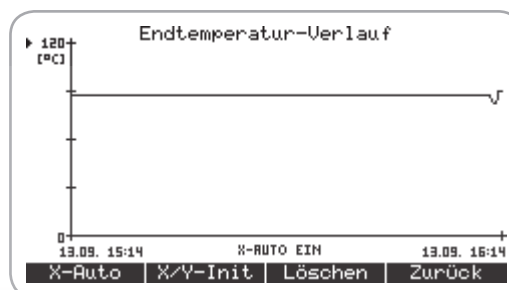 Endtemperatur-Verlauf
120
[°C]
0
13.09. 15:14 X-AUTO EIN 13.09. 16:14
X-Auto X/Y-Init Löschen Zurück